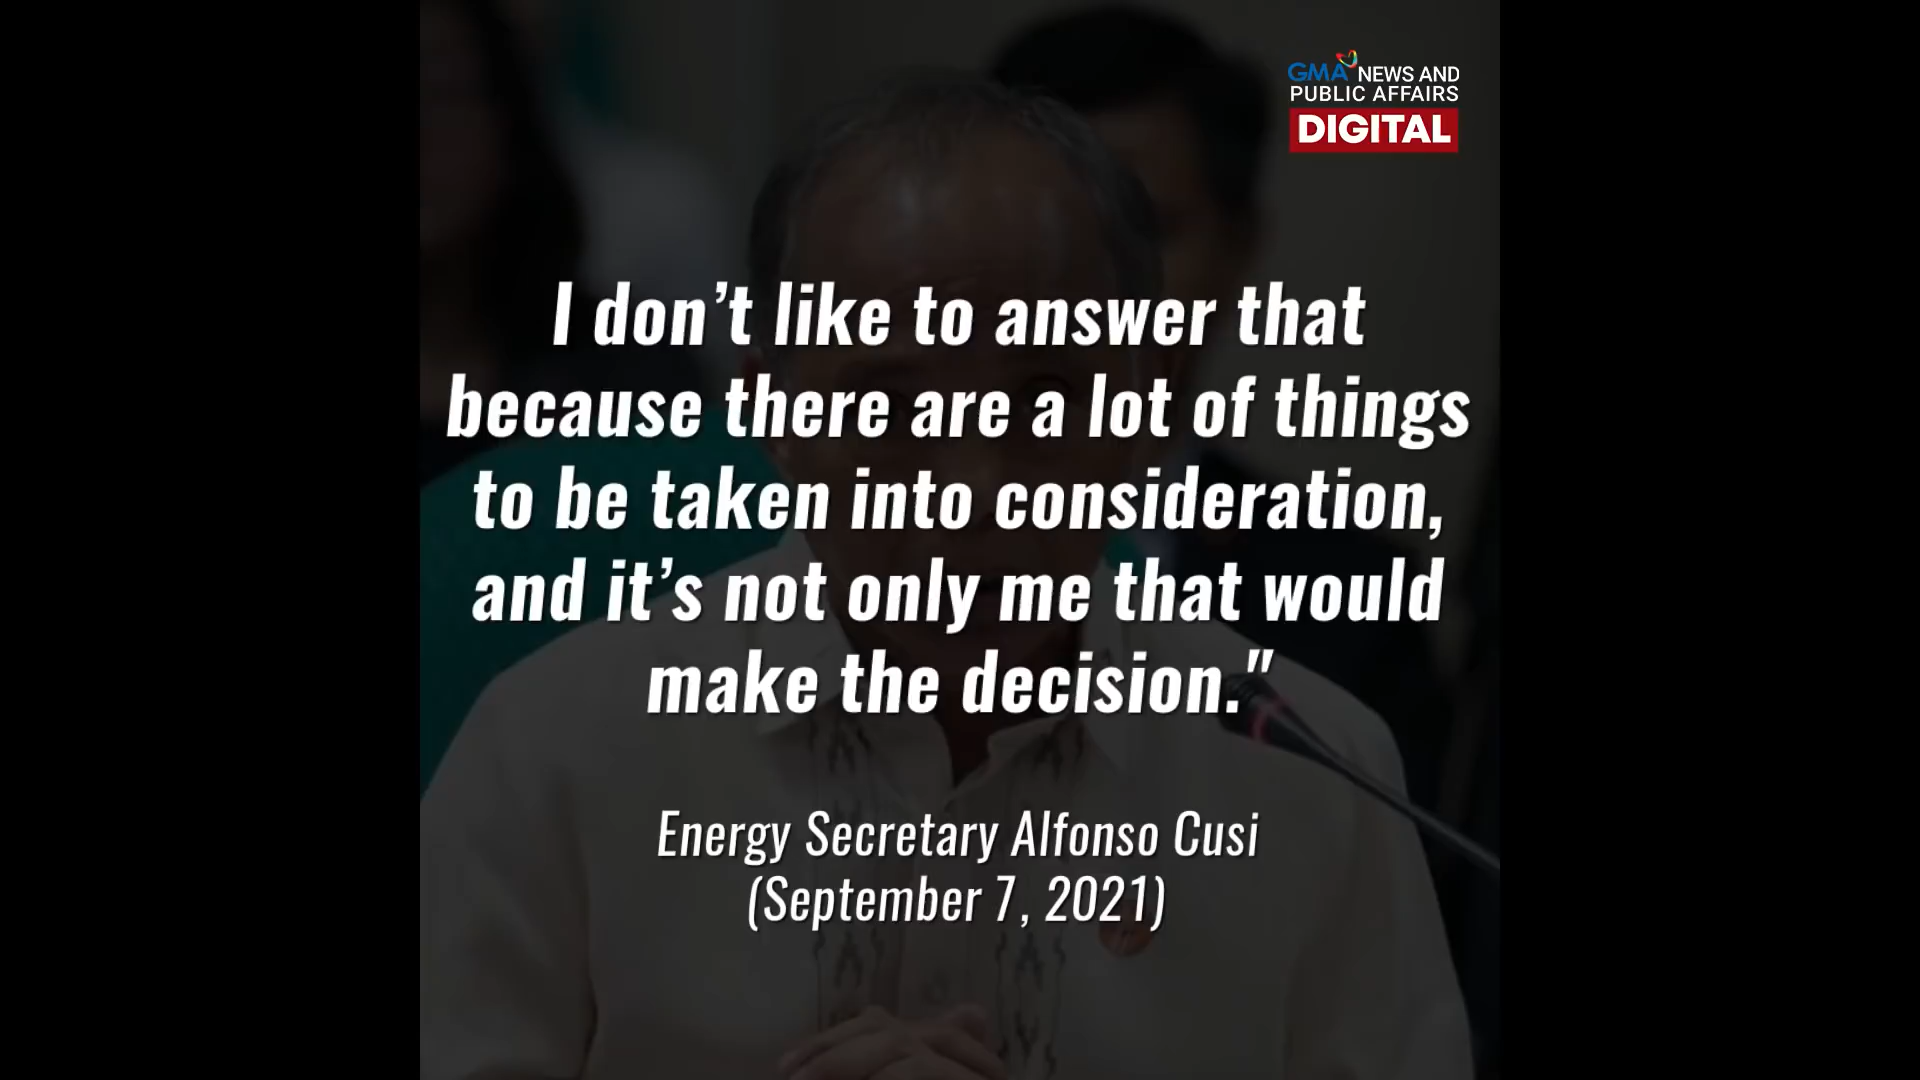 GMA NEWS AND
PUBLIC AFFAIRS
DIGITAL
I don’t like to answer that
because there are a lot of things
to be taken into consideration,
and it’s not only me that would
make the decision."
Energy Secretary Alfonso Cusi
(September 7, 2021)